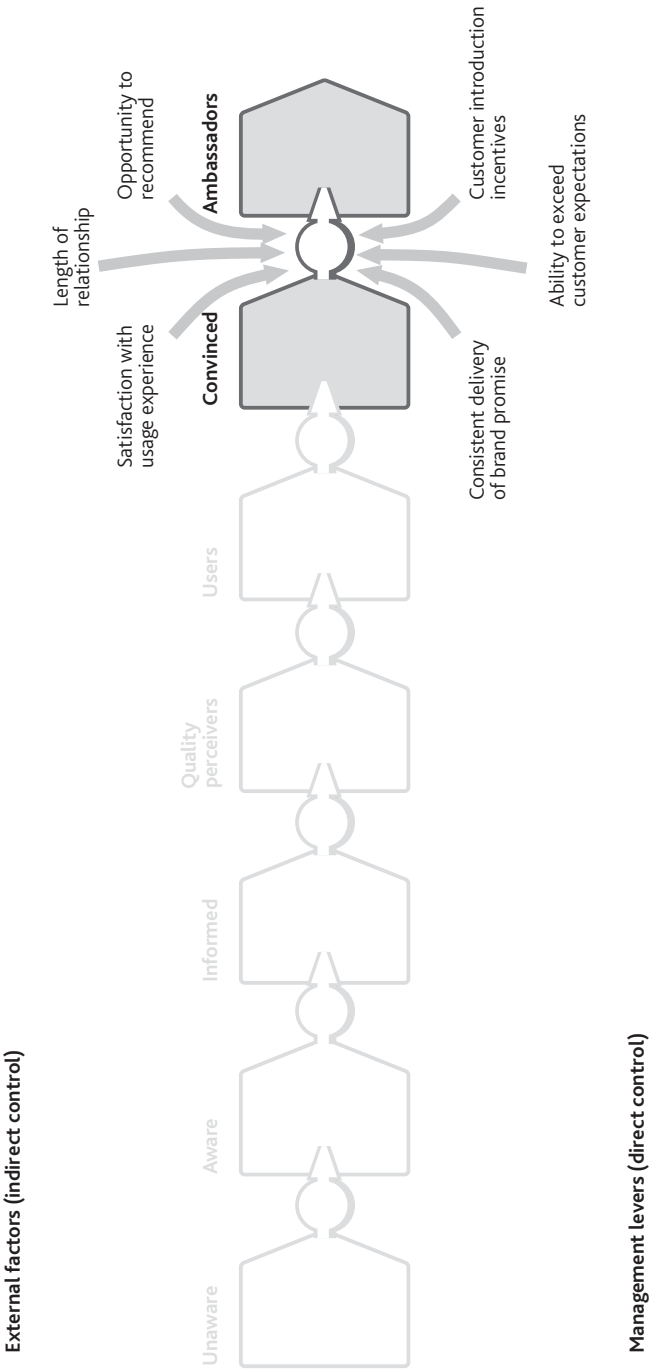 External factors (indirect control)
Length of
relationship
Satisfaction with
usage experience
Opportunity to
recommend
Unaware
Aware
Informed
Quality
perceivers
Users
Convinced
Ambassadors
Consistent delivery
of brand promise
Ability to exceed
customer expectations
Customer introduction
incentives
Management levers (direct control)